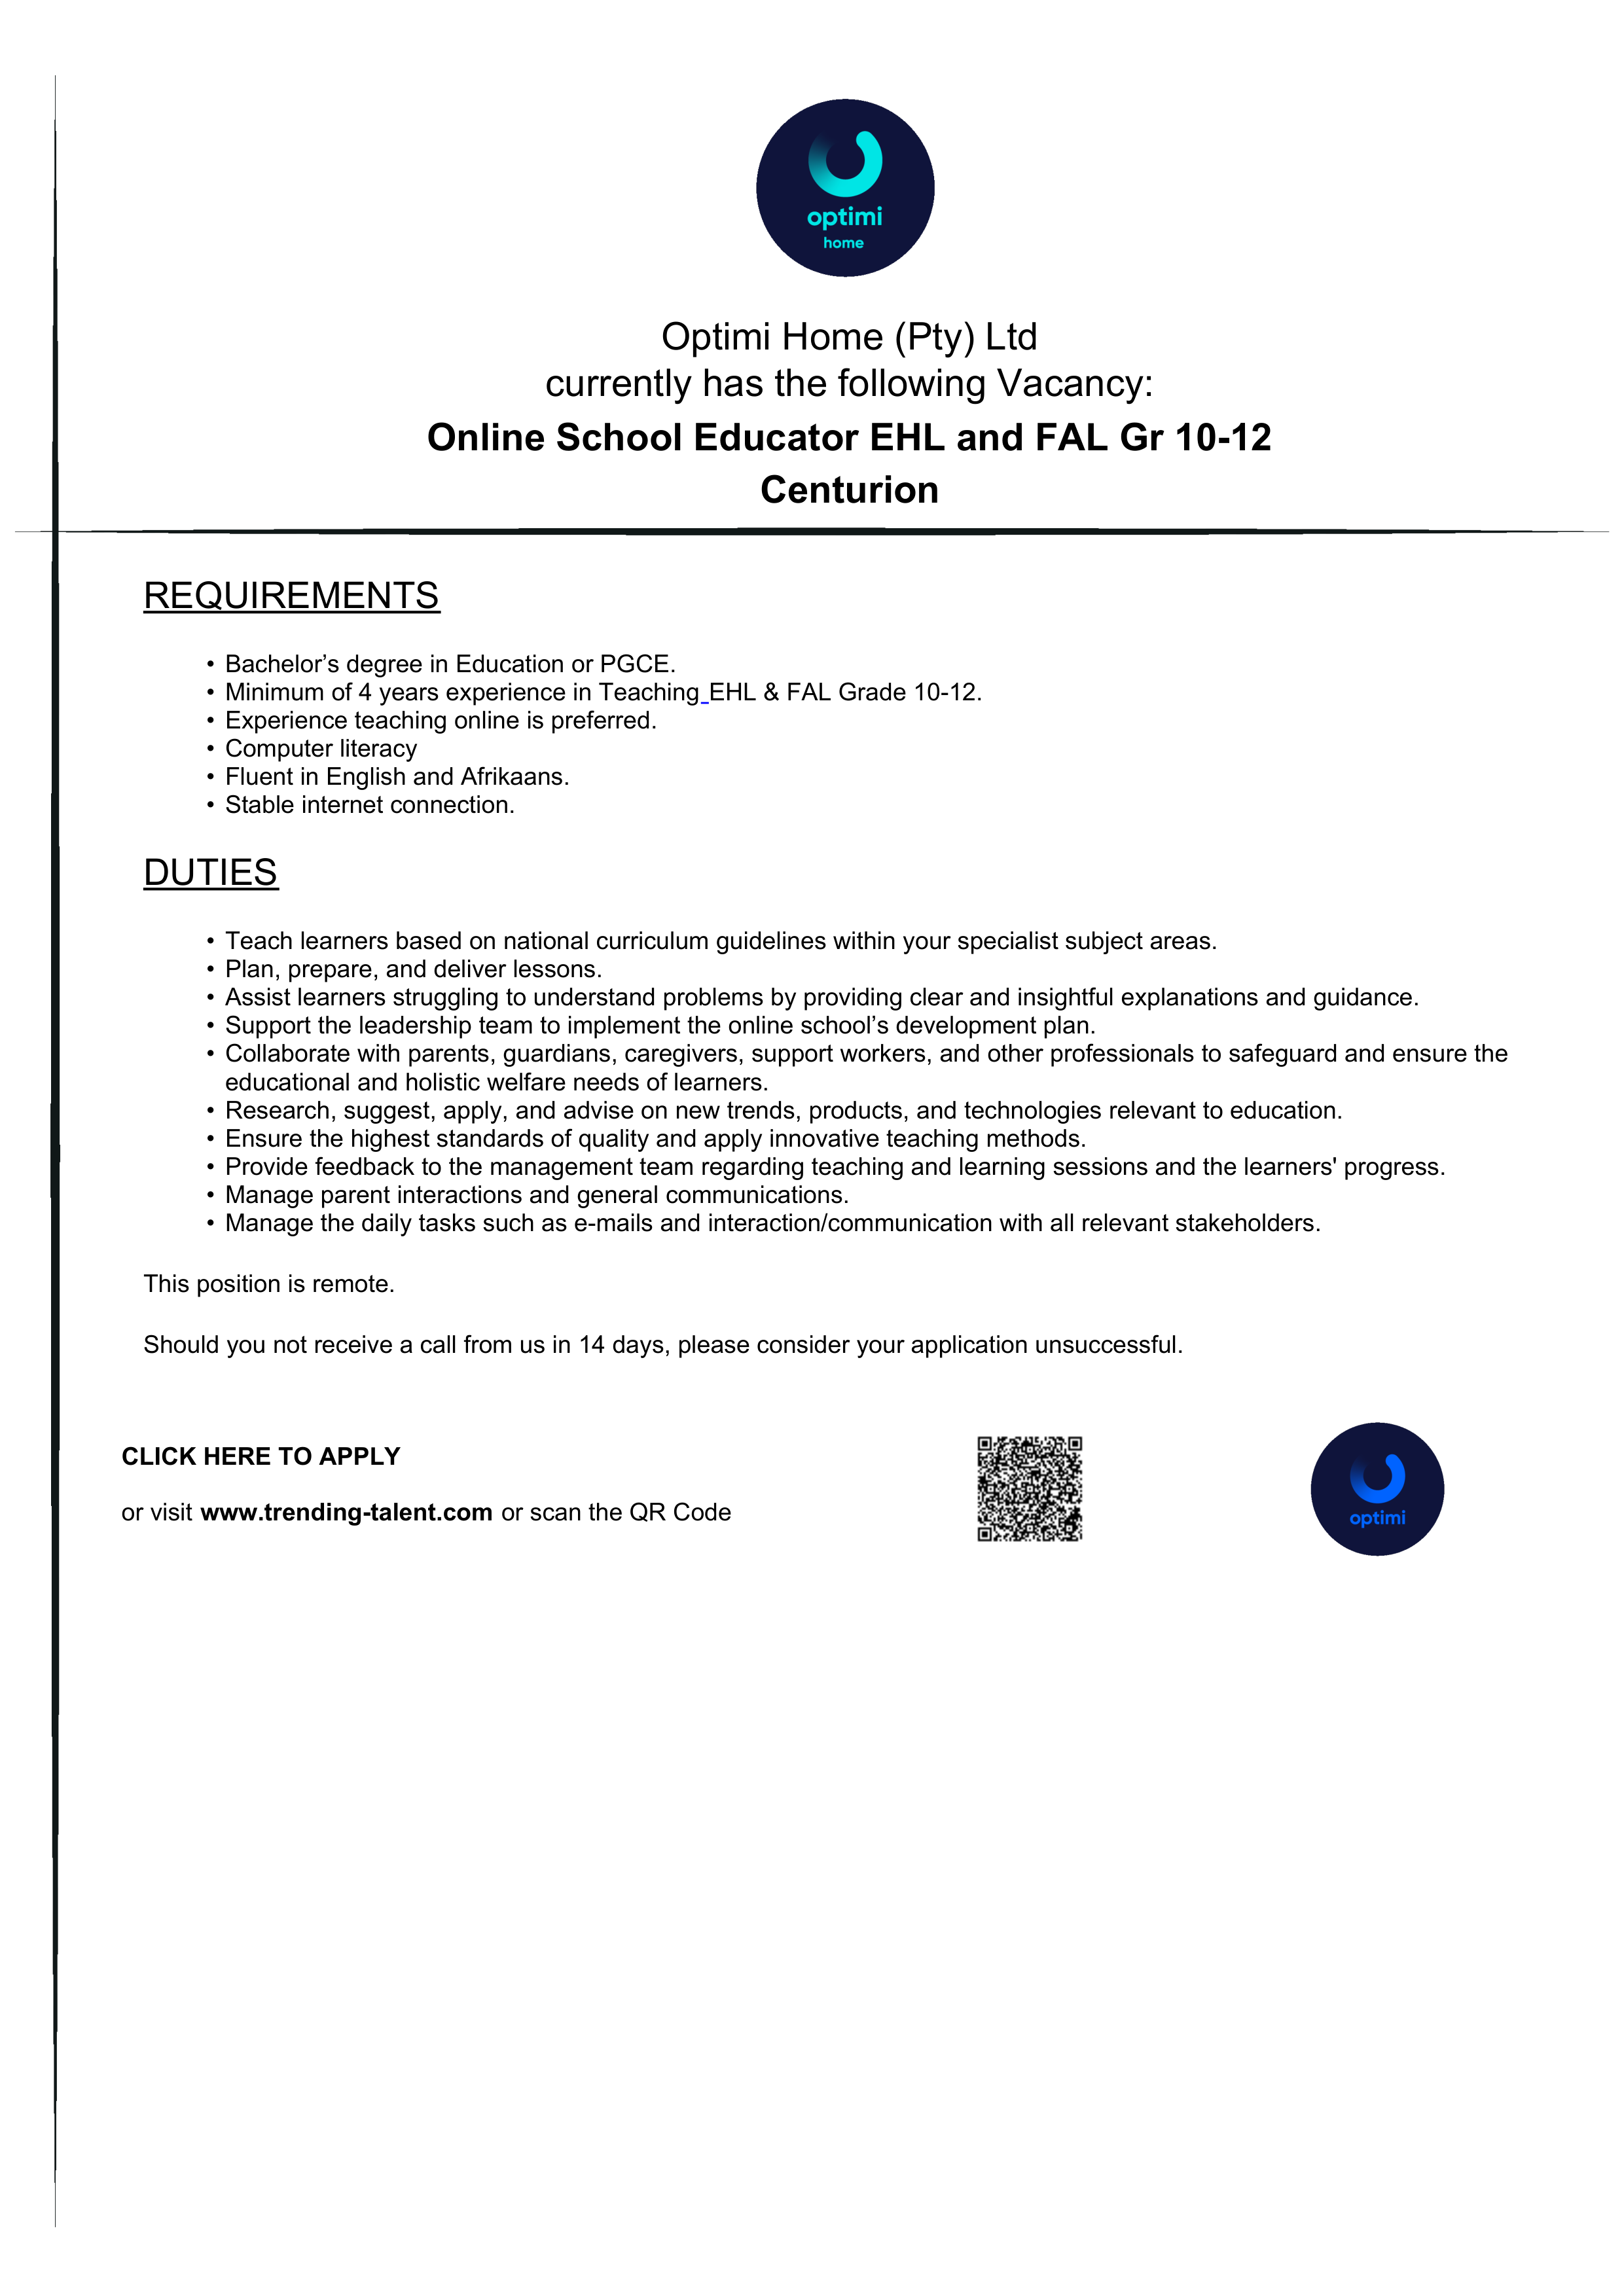 optimi
home
Optimi Home (Pty) Ltd
currently has the following Vacancy:
Online School Educator EHL and FAL Gr 10-12
Centurion
REQUIREMENTS
• Bachelor’s degree in Education or PGCE.
• Minimum of 4 years experience in Teaching EHL & FAL Grade 10-12.
• Experience teaching online is preferred.
• Computer literacy
• Fluent in English and Afrikaans.
• Stable internet connection.
DUTIES
• Teach learners based on national curriculum guidelines within your specialist subject areas.
• Plan, prepare, and deliver lessons.
• Assist learners struggling to understand problems by providing clear and insightful explanations and guidance.
• Support the leadership team to implement the online school’s development plan.
• Collaborate with parents, guardians, caregivers, support workers, and other professionals to safeguard and ensure the
educational and holistic welfare needs of learners.
• Research, suggest, apply, and advise on new trends, products, and technologies relevant to education.
• Ensure the highest standards of quality and apply innovative teaching methods.
• Provide feedback to the management team regarding teaching and learning sessions and the learners' progress.
• Manage parent interactions and general communications.
• Manage the daily tasks such as e-mails and interaction/communication with all relevant stakeholders.
This position is remote.
Should you not receive a call from us in 14 days, please consider your application unsuccessful.
CLICK HERE TO APPLY
or visit www.trending-talent.com or scan the QR Code
optimi